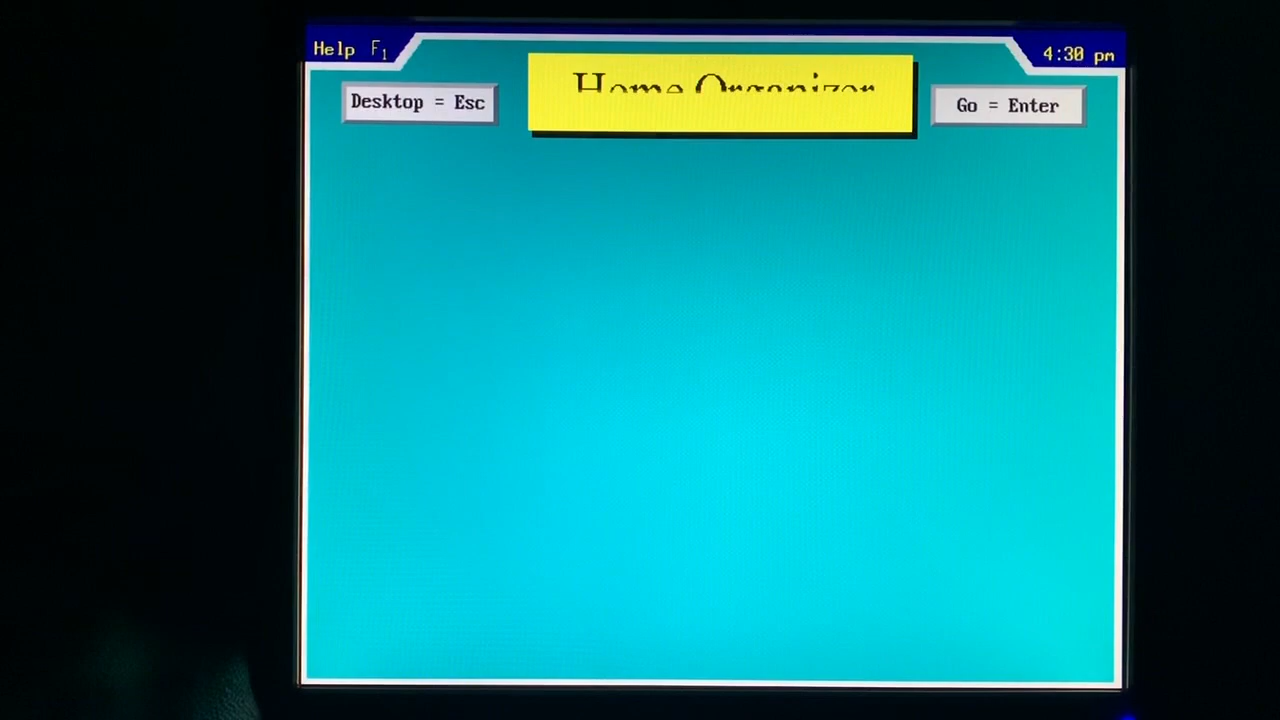 Help F1
4:30 pm
Desktop = Esc
Home Organizer
Go = Enter